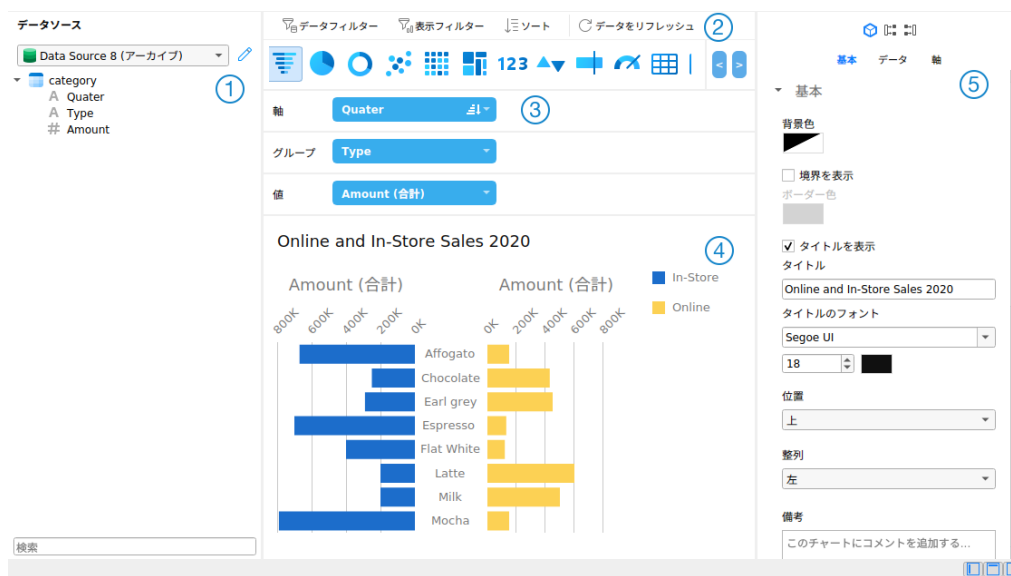 データソース
Data Source 8 (アーカイブ)
1
category
A Quater
A Type
# Amount
検索
データフィルター 表示フィルター ソート データをリフレッシュ
2
123
< >
軸 Quater
3
グループ Type
値 Amount (合計)
Online and In-Store Sales 2020
4
Amount (合計) Amount (合計)
In-Store
Online
800K 600K 400K 200K 0K 0K 200K 400K 600K 800K
Affogato
Chocolate
Earl grey
Espresso
Flat White
Latte
Milk
Mocha
基本 データ 軸
5
基本
背景色
境界を表示
ボーダー色
タイトルを表示
タイトル
Online and In-Store Sales 2020
タイトルのフォント
Segoe UI
18
位置
上
整列
左
備考
このチャートにコメントを追加する...